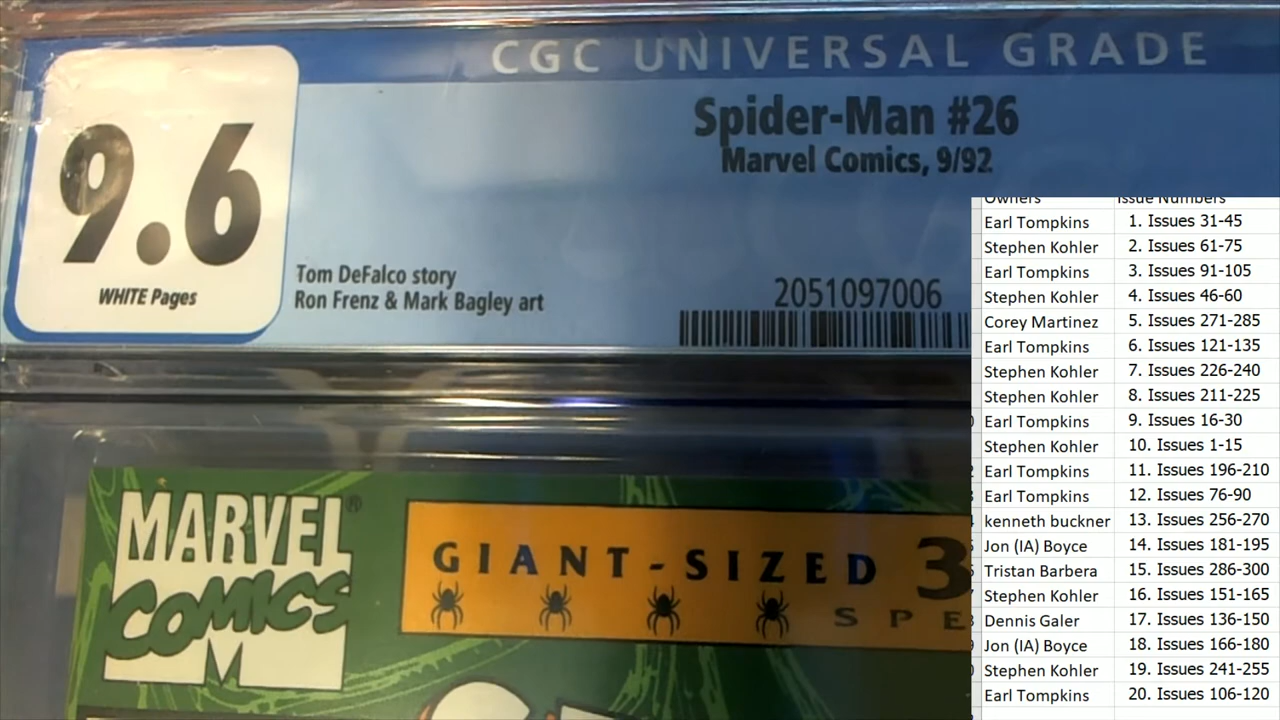 CGC UNIVERSAL GRADE
9.6
WHITE Pages
Spider-Man #26
Marvel Comics, 9/92
Tom DeFalco story
Ron Frenz & Mark Bagley art
2051097006
MARVEL®
COMICS
M
GIANT-SIZED 3
SPE
Owners Issue Numbers
Earl Tompkins 1. Issues 31-45
Stephen Kohler 2. Issues 61-75
Earl Tompkins 3. Issues 91-105
Stephen Kohler 4. Issues 46-60
Corey Martinez 5. Issues 271-285
Earl Tompkins 6. Issues 121-135
Stephen Kohler 7. Issues 226-240
Stephen Kohler 8. Issues 211-225
Earl Tompkins 9. Issues 16-30
Stephen Kohler 10. Issues 1-15
Earl Tompkins 11. Issues 196-210
Earl Tompkins 12. Issues 76-90
kenneth buckner 13. Issues 256-270
Jon (IA) Boyce 14. Issues 181-195
Tristan Barbera 15. Issues 286-300
Stephen Kohler 16. Issues 151-165
Dennis Galer 17. Issues 136-150
Jon (IA) Boyce 18. Issues 166-180
Stephen Kohler 19. Issues 241-255
Earl Tompkins 20. Issues 106-120